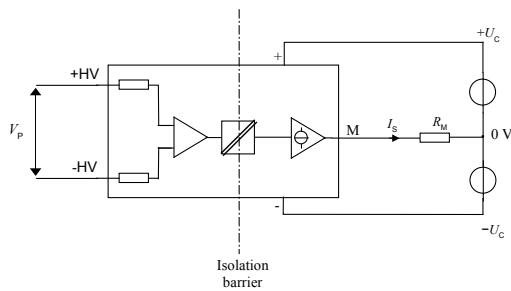 +U_C
+
+HV
V_P
M
I_S
R_M
0 V
-HV
-
−U_C
Isolation
barrier